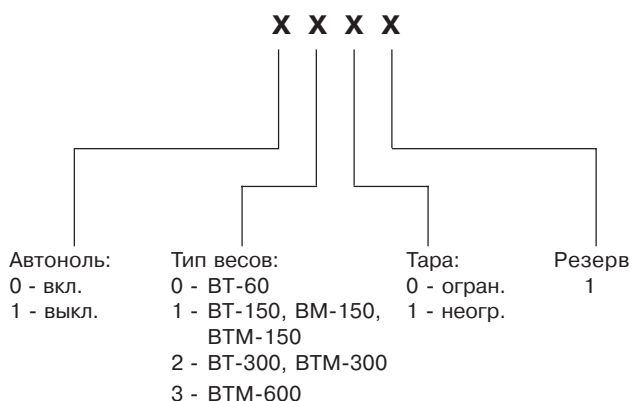 X X X X
Автоноль:
0 - вкл.
1 - выкл.
Тип весов:
0 - ВТ-60
1 - ВТ-150, ВМ-150,
ВТМ-150
2 - ВТ-300, ВТМ-300
3 - ВТМ-600
Тара:
0 - огран.
1 - неогр.
Резерв
1